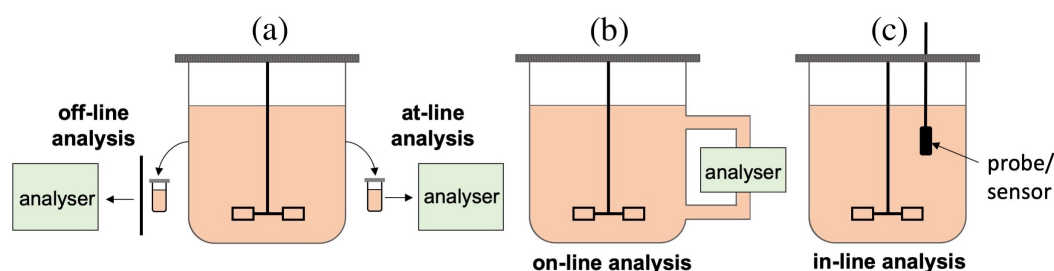 (a)
(b)
(c)
off-line
analysis
at-line
analysis
analyser
analyser
analyser
probe/
sensor
on-line analysis
in-line analysis